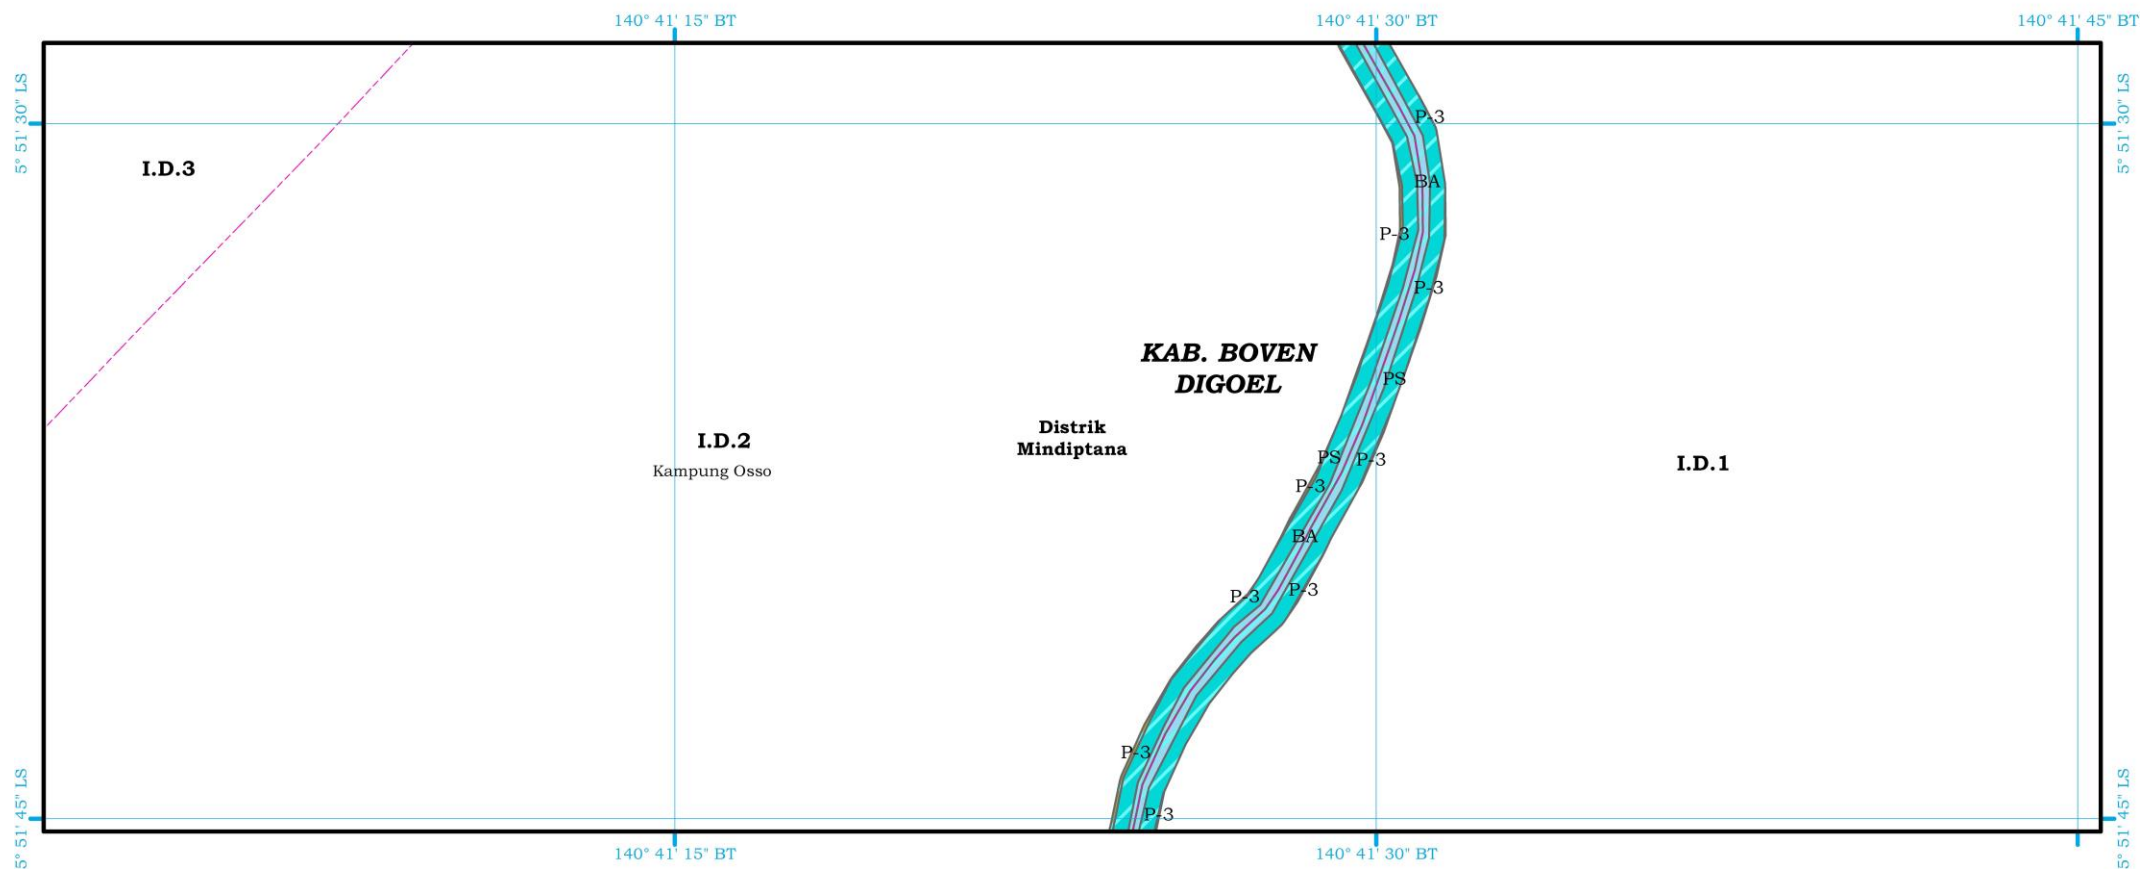 140° 41' 15" BT
140° 41' 30" BT
140° 41' 45" BT
5° 51' 30" LS
5° 51' 30" LS
P-3
I.D.3
BA
P-3
P-3
KAB. BOVEN
DIGOEL
PS
Distrik
Mindiptana
I.D.2
Kampung Osso
PS
P-3
I.D.1
P-3
BA
P-3
P-3
P-3
P-3
5° 51' 45" LS
5° 51' 45" LS
140° 41' 15" BT
140° 41' 30" BT